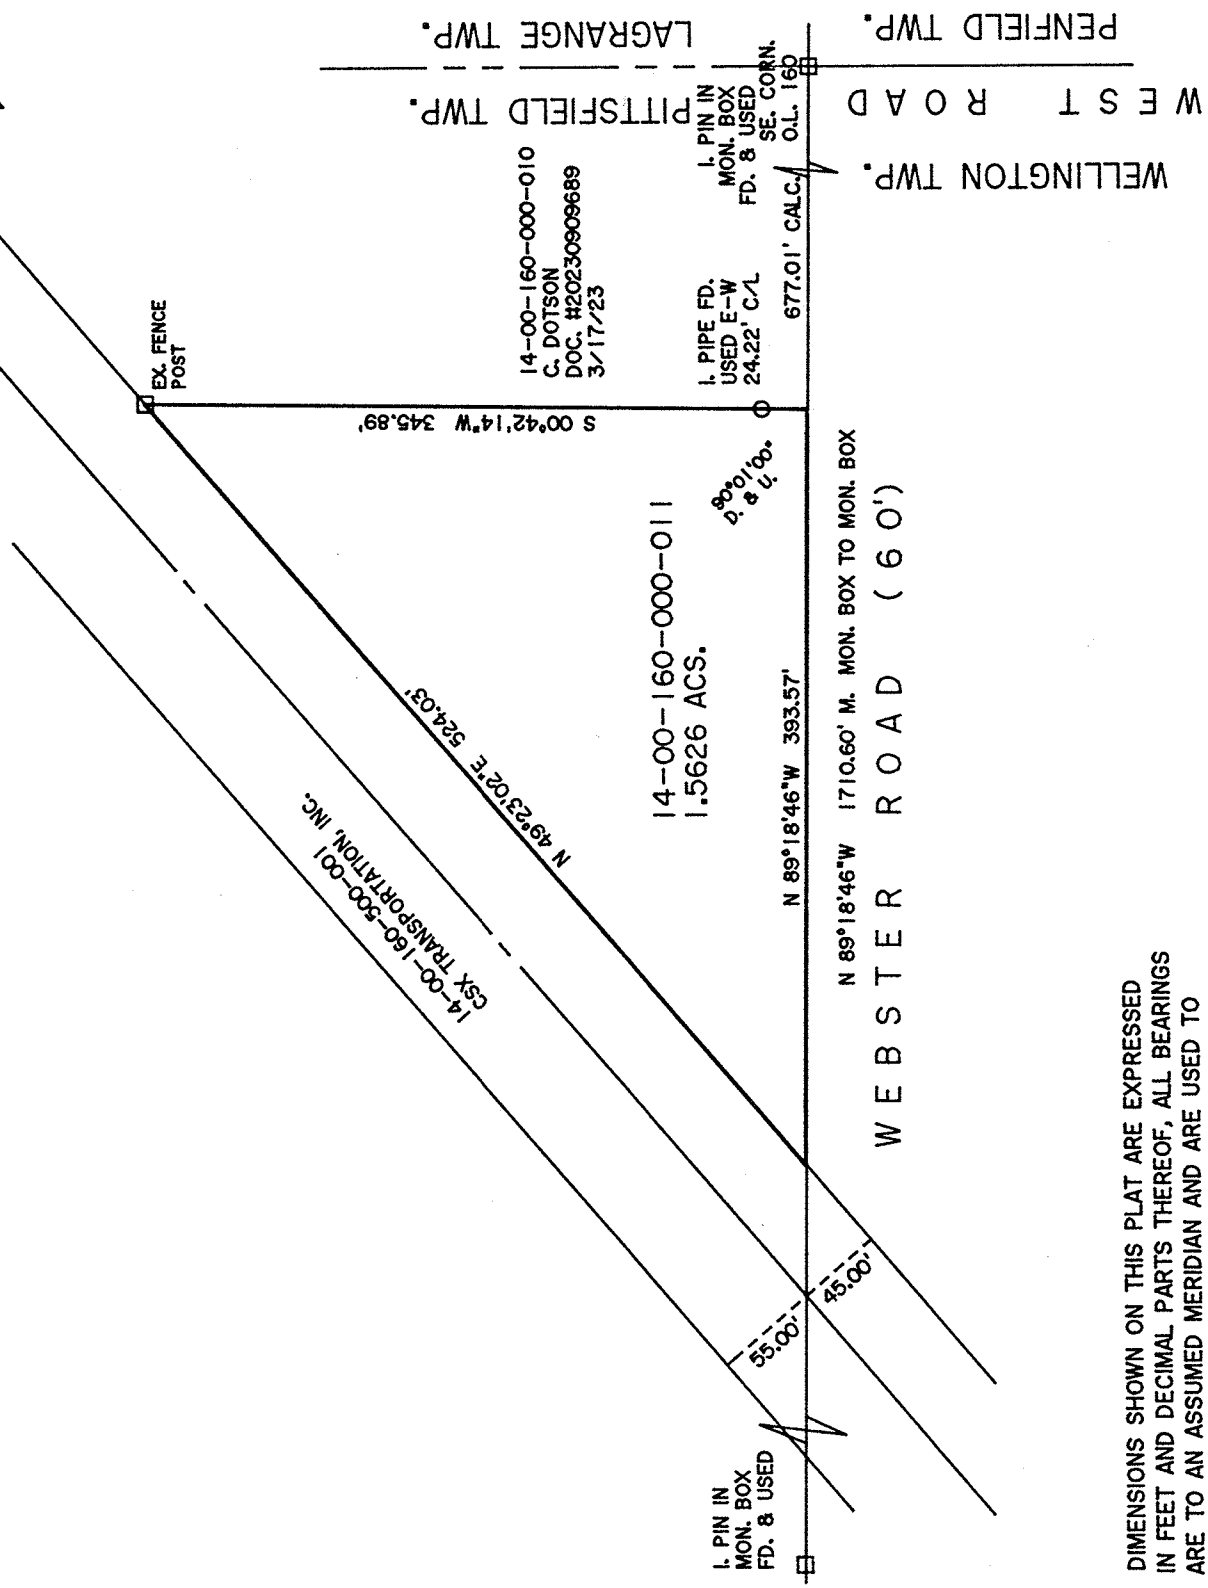 LAGRANGE TWP.
PENFIELD TWP.
PITTSFIELD TWP.
WEST ROAD
WELLINGTON TWP.
I. PIN IN
MON. BOX
FD. & USED
SE. CORN.
O.L. 160
677.01' CALC.
14-00-160-000-010
C. DOTSON
DOC. #20230909689
3/17/23
I. PIPE FD.
USED E-W
24.22' C/L
EX. FENCE
POST
S 00°42'14"W 345.89'
90°01'00"
D. & U.
14-00-160-000-011
1.5626 ACS.
N 49°23'02"E 524.03'
14-00-160-500-001
CSX TRANSPORTATION, INC.
N 89°18'46"W 393.57'
N 89°18'46"W 1710.60' M. MON. BOX TO MON. BOX
WEBSTER ROAD (60')
55.00'
45.00'
I. PIN IN
MON. BOX
FD. & USED
DIMENSIONS SHOWN ON THIS PLAT ARE EXPRESSED
IN FEET AND DECIMAL PARTS THEREOF, ALL BEARINGS
ARE TO AN ASSUMED MERIDIAN AND ARE USED TO